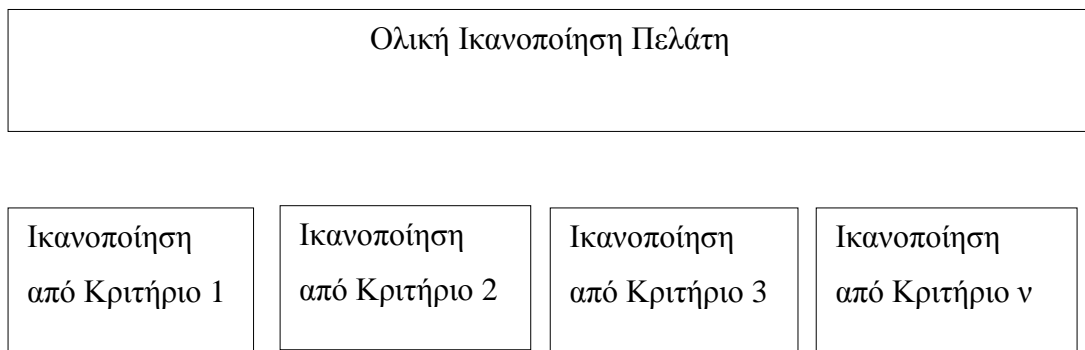 Ολική Ικανοποίηση Πελάτη
Ικανοποίηση
από Κριτήριο 1
Ικανοποίηση
από Κριτήριο 2
Ικανοποίηση
από Κριτήριο 3
Ικανοποίηση
από Κριτήριο ν